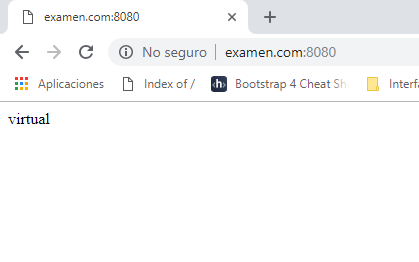 examen.com:8080
No seguro
examen.com:8080
Aplicaciones
Index of /
Bootstrap 4 Cheat Sh
Interfa
virtual